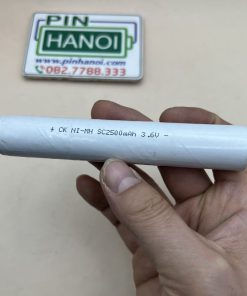 PIN
HANOI
www.pinhanoi.com
082.7788.333
+ CK NI-MH SC2500mAh 3.6V -